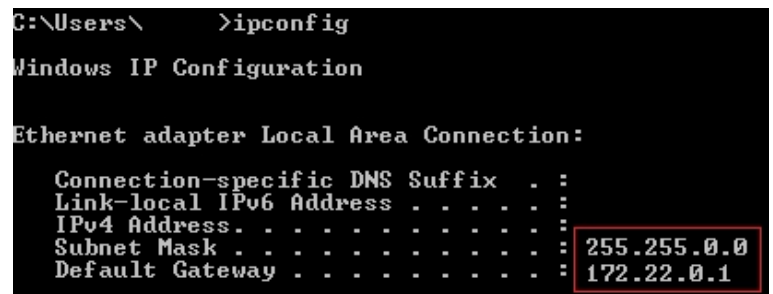 C:\Users\ >ipconfig
Windows IP Configuration
Ethernet adapter Local Area Connection:
Connection-specific DNS Suffix . :
Link-local IPv6 Address . . . . . :
IPv4 Address. . . . . . . . . . . :
Subnet Mask . . . . . . . . . . . : 255.255.0.0
Default Gateway . . . . . . . . . : 172.22.0.1